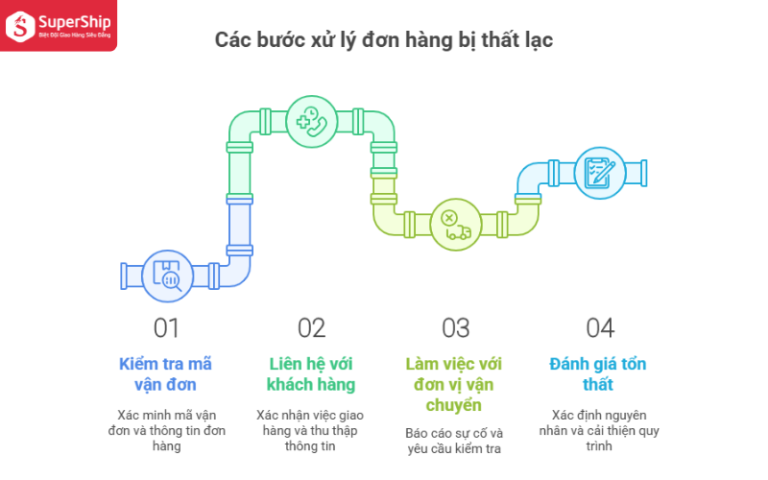 SuperShip
Biệt Đội Giao Hàng Siêu Đẳng
Các bước xử lý đơn hàng bị thất lạc
01
Kiểm tra mã
vận đơn
Xác minh mã vận
đơn và thông tin đơn
hàng
02
Liên hệ với
khách hàng
Xác nhận việc giao
hàng và thu thập
thông tin
03
Làm việc với
đơn vị vận
chuyển
Báo cáo sự cố và
yêu cầu kiểm tra
04
Đánh giá tổn
thất
Xác định nguyên
nhân và cải thiện quy
trình